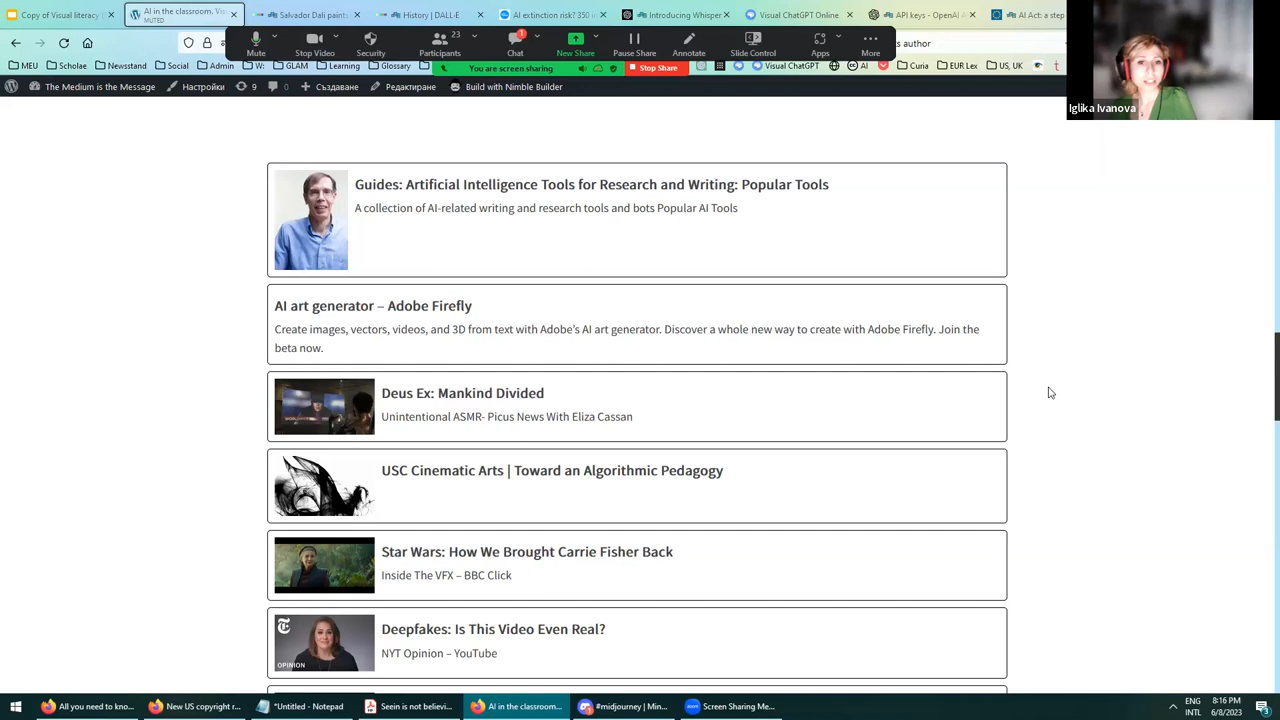 Copy of Visual literacy (
AI in the classroom. Vis
MUTED
Salvador Dali paints
History | DALL·E
AI extinction risk? 350 i
Introducing Whisper
Visual ChatGPT Online
API keys - OpenAI A
AI Act: a step
Mute
Stop Video
Security
23
Participants
1
Chat
New Share
Pause Share
Annotate
Slide Control
Apps
More
s author
MEU
Scholae
Newsstand
Social
Admin
GLAM
Learning
Glossary
You are screen sharing
Stop Share
Visual ChatGPT
CC
AI
Curia
EUR Lex
US, UK
Iglika Ivanova
The Medium is the Message
Настройки
9
0
Създаване
Редактиране
Build with Nimble Builder
Guides: Artificial Intelligence Tools for Research and Writing: Popular Tools
A collection of AI-related writing and research tools and bots Popular AI Tools
AI art generator – Adobe Firefly
Create images, vectors, videos, and 3D from text with Adobe's AI art generator. Discover a whole new way to create with Adobe Firefly. Join the
beta now.
Deus Ex: Mankind Divided
Unintentional ASMR- Picus News With Eliza Cassan
USC Cinematic Arts | Toward an Algorithmic Pedagogy
Star Wars: How We Brought Carrie Fisher Back
Inside The VFX – BBC Click
Deepfakes: Is This Video Even Real?
NYT Opinion – YouTube
OPINION
All you need to kno...
New US copyright r...
*Untitled - Notepad
Seein is not believi...
AI in the classroom...
#midjourney | Min...
Screen Sharing Me...
ENG
INTL
8:16 PM
6/8/2023
3